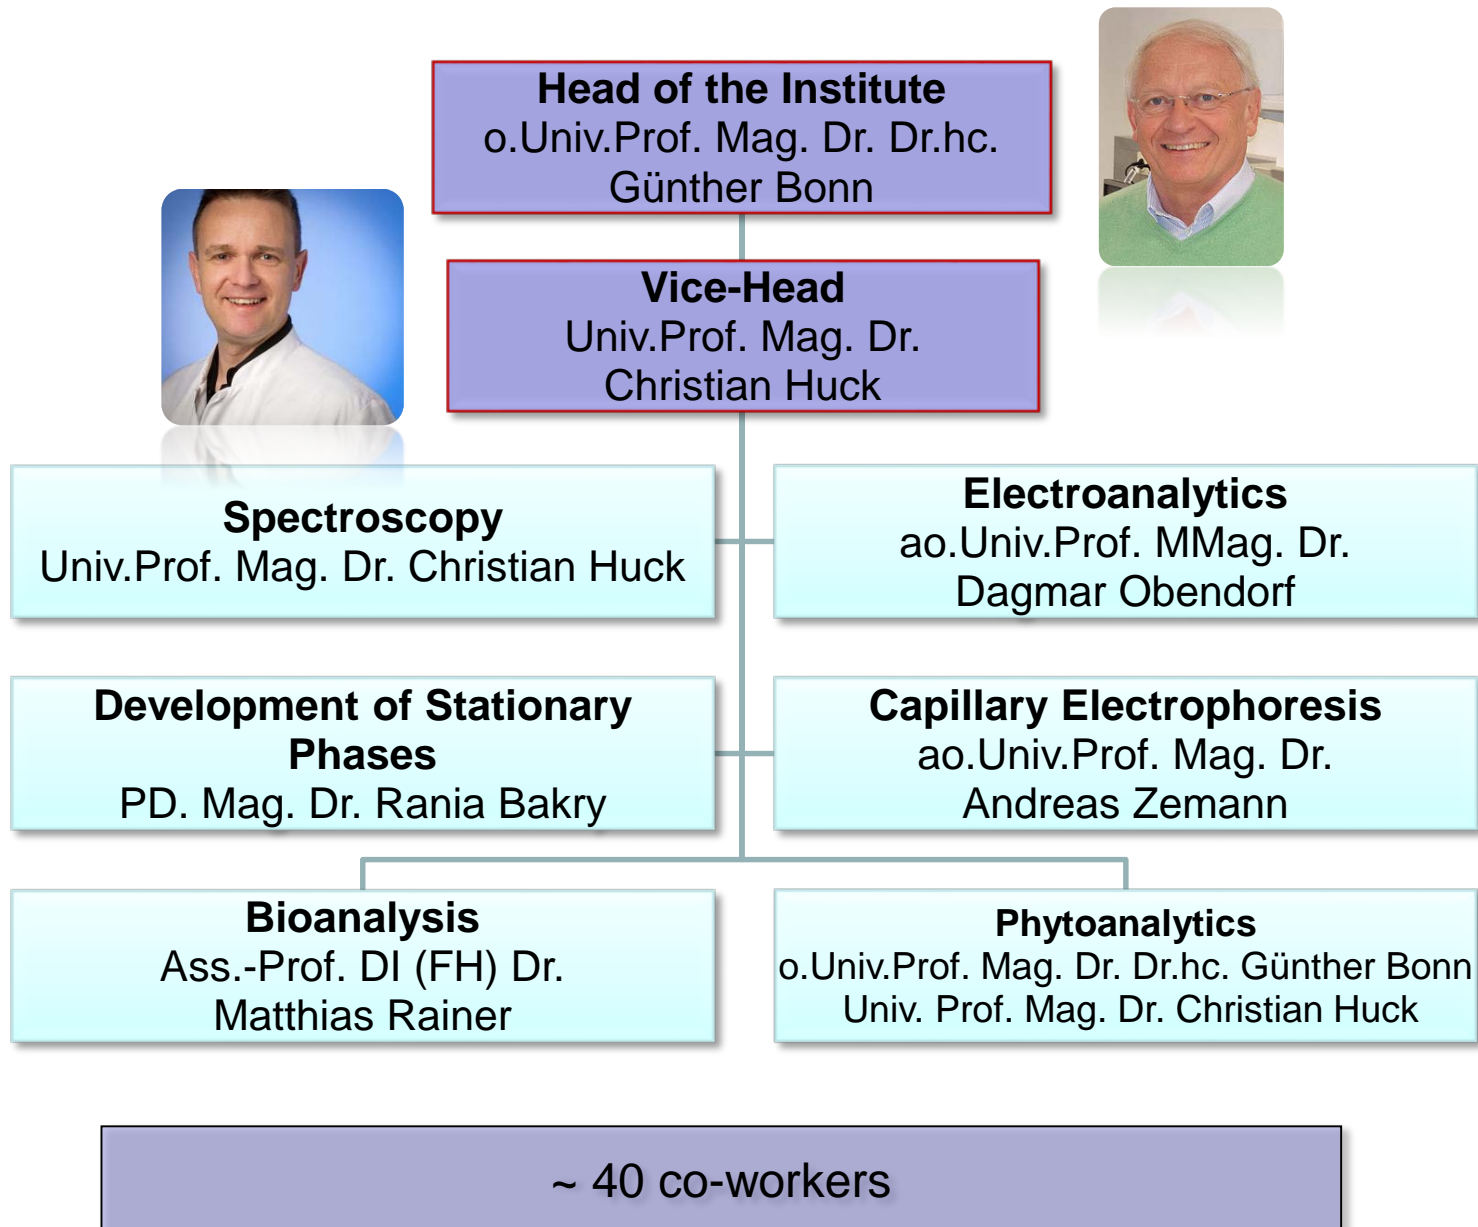 Head of the Institute
o.Univ.Prof. Mag. Dr. Dr.hc.
Günther Bonn
Vice-Head
Univ.Prof. Mag. Dr.
Christian Huck
Spectroscopy
Univ.Prof. Mag. Dr. Christian Huck
Electroanalytics
ao.Univ.Prof. MMag. Dr.
Dagmar Obendorf
Development of Stationary
Phases
PD. Mag. Dr. Rania Bakry
Capillary Electrophoresis
ao.Univ.Prof. Mag. Dr.
Andreas Zemann
Bioanalysis
Ass.-Prof. DI (FH) Dr.
Matthias Rainer
Phytoanalytics
o.Univ.Prof. Mag. Dr. Dr.hc. Günther Bonn
Univ. Prof. Mag. Dr. Christian Huck
~ 40 co-workers